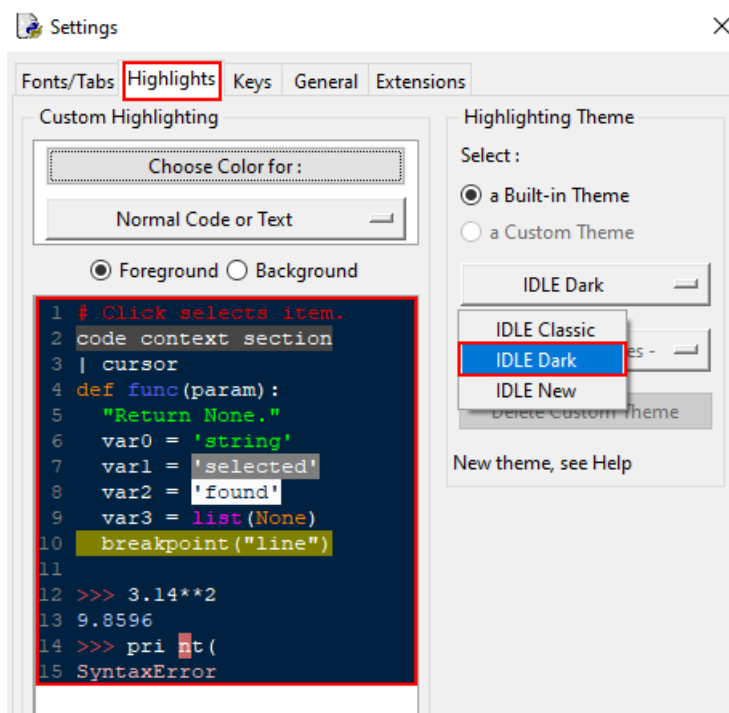 Settings
Fonts/Tabs Highlights Keys General Extensions
Custom Highlighting
Choose Color for :
Normal Code or Text
Foreground Background
1 # Click selects item.
2 code context section
3 | cursor
4 def func(param):
5 "Return None."
6 var0 = 'string'
7 var1 = 'selected'
8 var2 = 'found'
9 var3 = list(None)
10 breakpoint("line")
11
12 >>> 3.14**2
13 9.8596
14 >>> pri nt(
15 SyntaxError
Highlighting Theme
Select :
a Built-in Theme
a Custom Theme
IDLE Dark
IDLE Classic
IDLE Dark
es -
IDLE New
Delete Custom Theme
New theme, see Help